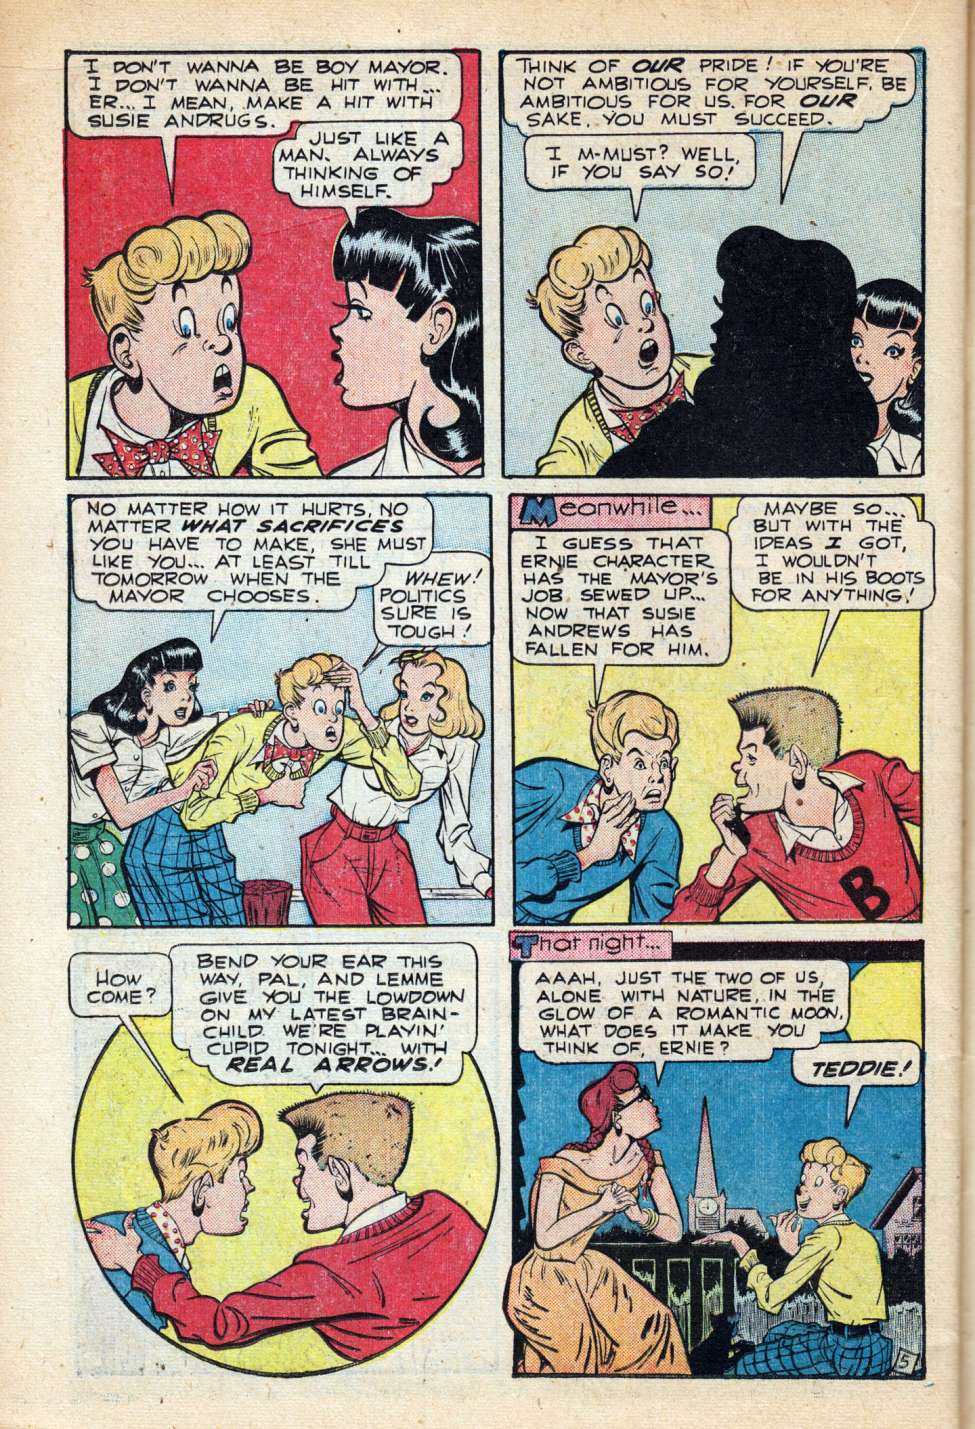 I DON'T WANNA BE BOY MAYOR.
I DON'T WANNA BE HIT WITH...
ER... I MEAN, MAKE A HIT WITH
SUSIE ANDRUGS.
JUST LIKE A
MAN. ALWAYS
THINKING OF
HIMSELF.
THINK OF OUR PRIDE! IF YOU'RE
NOT AMBITIOUS FOR YOURSELF, BE
AMBITIOUS FOR US. FOR OUR
SAKE, YOU MUST SUCCEED.
I M-MUST? WELL,
IF YOU SAY SO!
NO MATTER HOW IT HURTS, NO
MATTER WHAT SACRIFICES
YOU HAVE TO MAKE, SHE MUST
LIKE YOU... AT LEAST TILL
TOMORROW WHEN THE
MAYOR CHOOSES.
WHEW!
POLITICS
SURE IS
TOUGH!
Meanwhile...
I GUESS THAT
ERNIE CHARACTER
HAS THE MAYOR'S
JOB SEWED UP...
NOW THAT SUSIE
ANDREWS HAS
FALLEN FOR HIM.
MAYBE SO...
BUT WITH THE
IDEAS I GOT,
I WOULDN'T
BE IN HIS BOOTS
FOR ANYTHING!
B
HOW
COME?
BEND YOUR EAR THIS
WAY, PAL, AND LEMME
GIVE YOU THE LOWDOWN
ON MY LATEST BRAIN-
CHILD. WE'RE PLAYIN'
CUPID TONIGHT... WITH
REAL ARROWS!
That night...
AAAH, JUST THE TWO OF US,
ALONE WITH NATURE, IN THE
GLOW OF A ROMANTIC MOON.
WHAT DOES IT MAKE YOU
THINK OF, ERNIE?
TEDDIE!
5